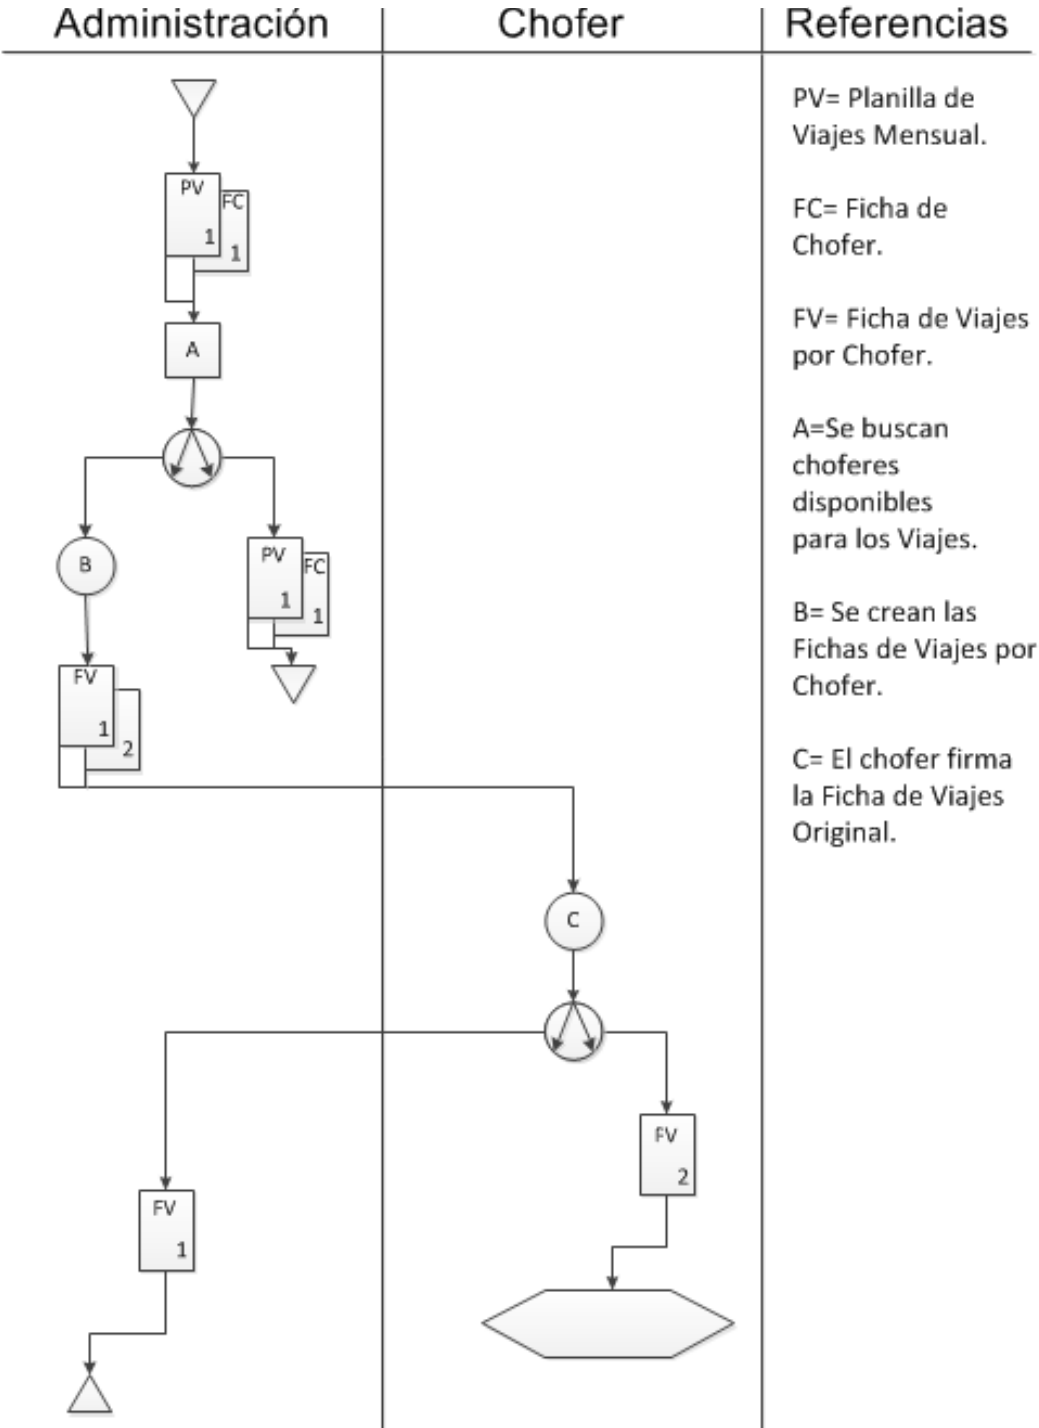 Administración
Chofer
Referencias
PV
FC
1
1
A
B
PV
FC
1
1
FV
1
2
C
FV
2
FV
1
PV= Planilla de
Viajes Mensual.
FC= Ficha de
Chofer.
FV= Ficha de Viajes
por Chofer.
A=Se buscan
choferes
disponibles
para los Viajes.
B= Se crean las
Fichas de Viajes por
Chofer.
C= El chofer firma
la Ficha de Viajes
Original.